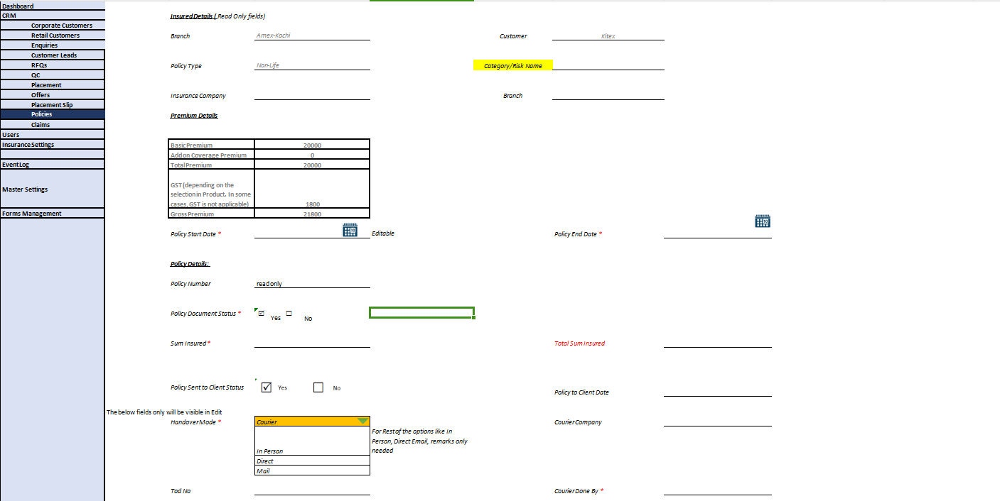 Dashboard
CRM
Corporate Customers
Retail Customers
Enquiries
Customer Leads
RFQs
QC
Placement
Offers
Placement Slip
Policies
Claims
Users
Insurance Settings
Event Log
Master Settings
Forms Management
Insured Details ( Read Only fields)
Branch Amex-Kochi Customer Kitex
Policy Type Non-Life Category/Risk Name
Insurance Company Branch
Premium Details
Basic Premium 20000
Addon Coverage Premium 0
Total Premium 20000
GST (depending on the
selection in Product. In some
cases, GST is not applicable) 1800
Gross Premium 21800
Policy Start Date * Editable Policy End Date *
Policy Details:
Policy Number readonly
Policy Document Status * Yes No
Sum Insured * Total Sum Insured
Policy Sent to Client Status Yes No
Policy to Client Date
The below fields only will be visible in Edit
Handover Mode * Courier Courier Company
For Rest of the options like In
Person, Direct Email, remarks only
needed
In Person
Direct
Mail
Tod No Courier Done By *